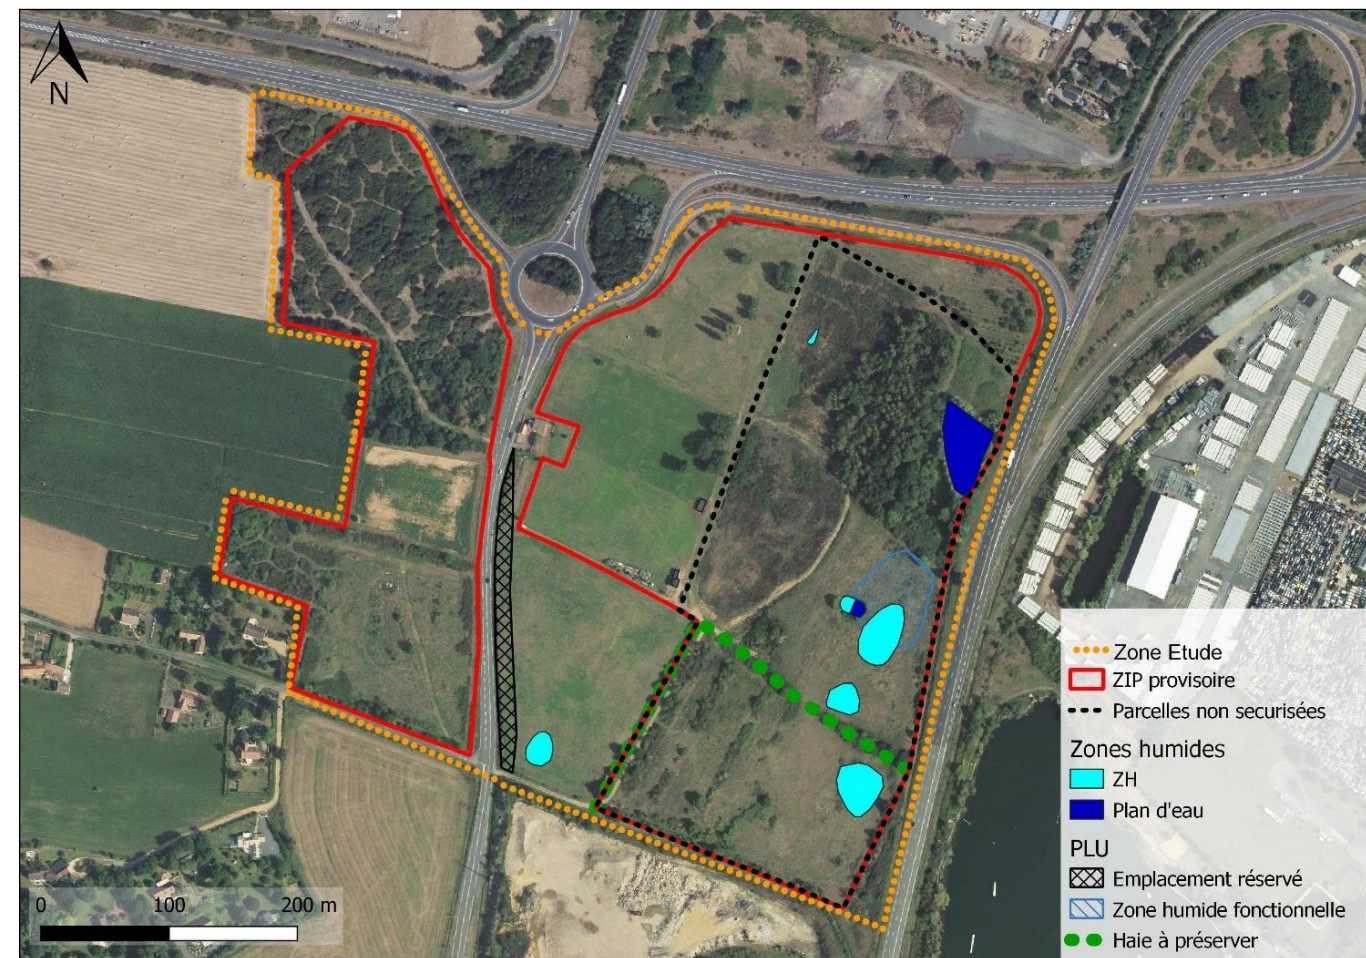 N
Zone Etude
ZIP provisoire
Parcelles non securisées
Zones humides
ZH
Plan d'eau
PLU
Emplacement réservé
Zone humide fonctionnelle
Haie à préserver
0 100 200 m